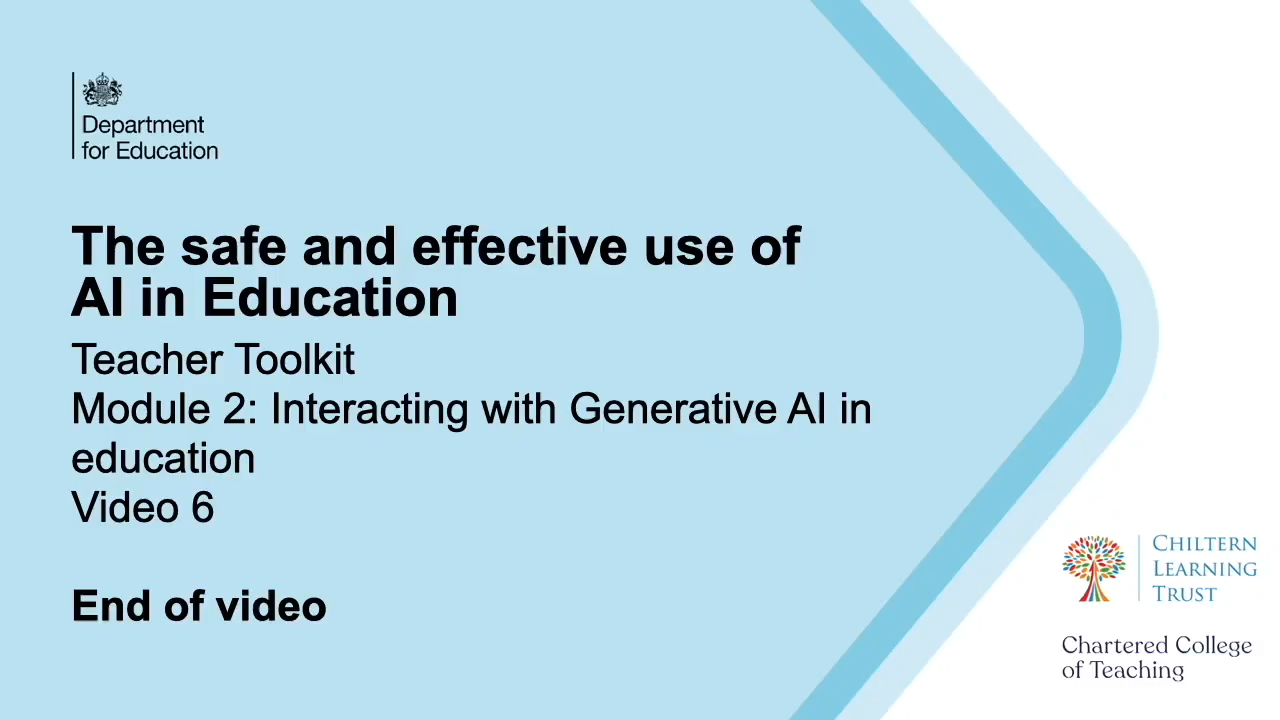 Department
for Education
The safe and effective use of
AI in Education
Teacher Toolkit
Module 2: Interacting with Generative AI in
education
Video 6
End of video
CHILTERN
LEARNING
TRUST
Chartered College
of Teaching